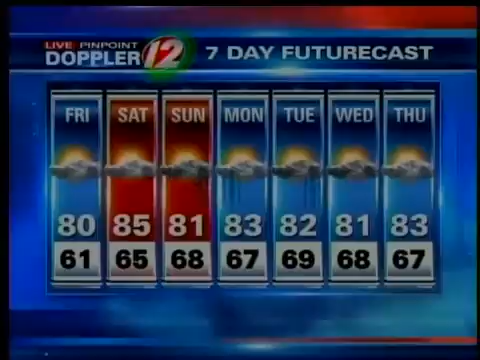 LIVE PINPOINT
DOPPLER 12
7 DAY FUTURECAST
FRI SAT SUN MON TUE WED THU
80 85 81 83 82 81 83
61 65 68 67 69 68 67